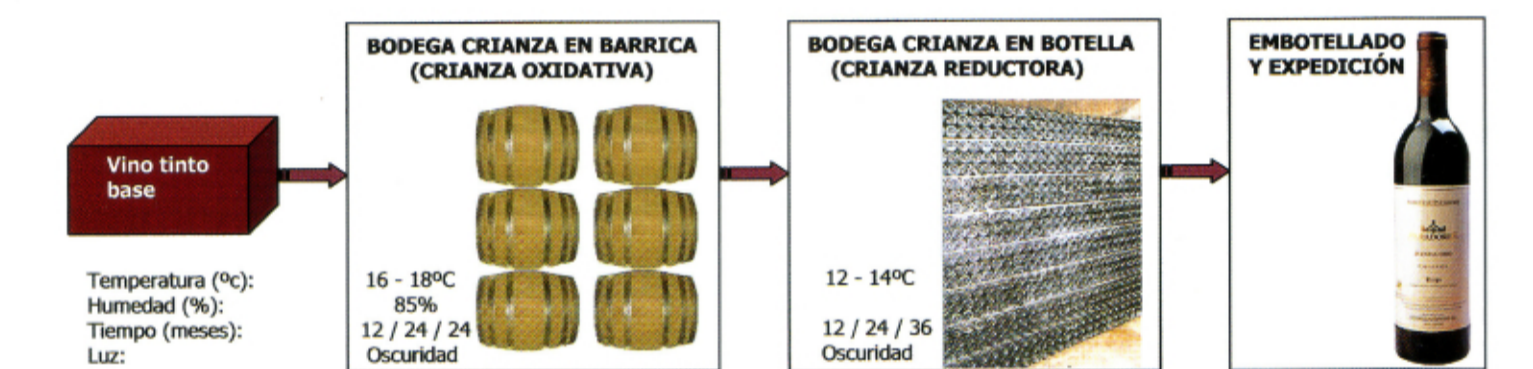 Vino tinto
base
Temperatura (ºc):
Humedad (%):
Tiempo (meses):
Luz:
BODEGA CRIANZA EN BARRICA
(CRIANZA OXIDATIVA)
16 - 18ºC
85%
12 / 24 / 24
Oscuridad
BODEGA CRIANZA EN BOTELLA
(CRIANZA REDUCTORA)
12 - 14ºC
12 / 24 / 36
Oscuridad
EMBOTELLADO
Y EXPEDICIÓN
Rioja